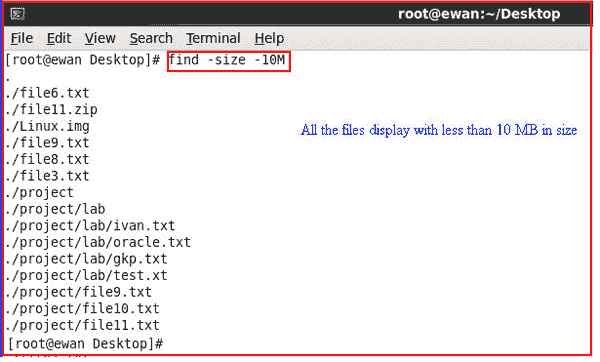 root@ewan:~/Desktop
File Edit View Search Terminal Help
[root@ewan Desktop]# find -size -10M
.
./file6.txt
./file11.zip
./Linux.img
All the files display with less than 10 MB in size
./file9.txt
./file8.txt
./file3.txt
./project
./project/lab
./project/lab/ivan.txt
./project/lab/oracle.txt
./project/lab/gkp.txt
./project/lab/test.xt
./project/file9.txt
./project/file10.txt
./project/file11.txt
[root@ewan Desktop]#